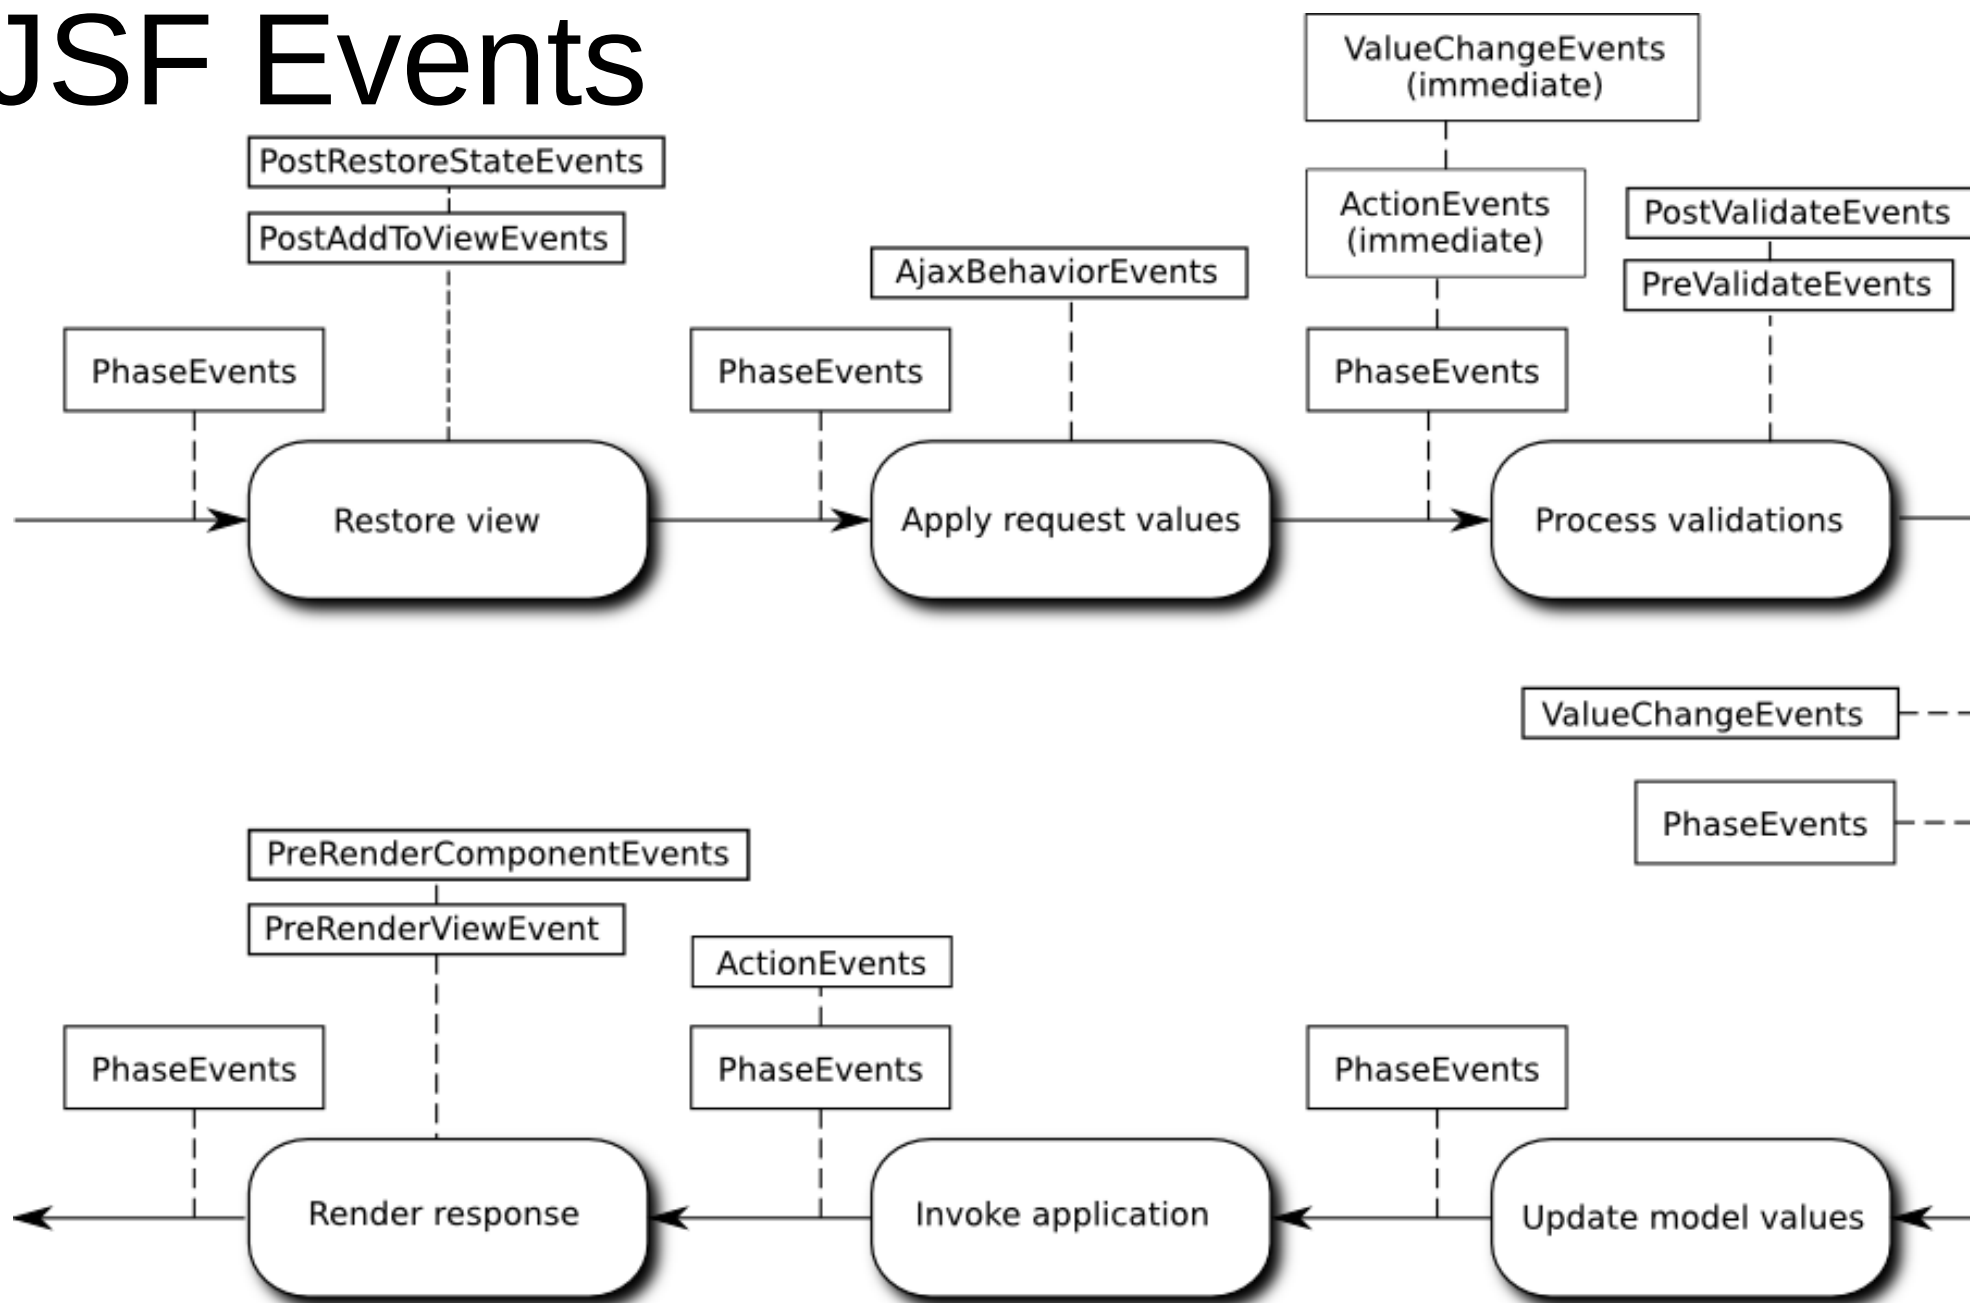 JSF Events
ValueChangeEvents
(immediate)
PostRestoreStateEvents
ActionEvents
(immediate)
PostValidateEvents
PostAddToViewEvents
AjaxBehaviorEvents
PreValidateEvents
PhaseEvents
PhaseEvents
PhaseEvents
Restore view
Apply request values
Process validations
ValueChangeEvents
PhaseEvents
PreRenderComponentEvents
PreRenderViewEvent
ActionEvents
PhaseEvents
PhaseEvents
PhaseEvents
Render response
Invoke application
Update model values